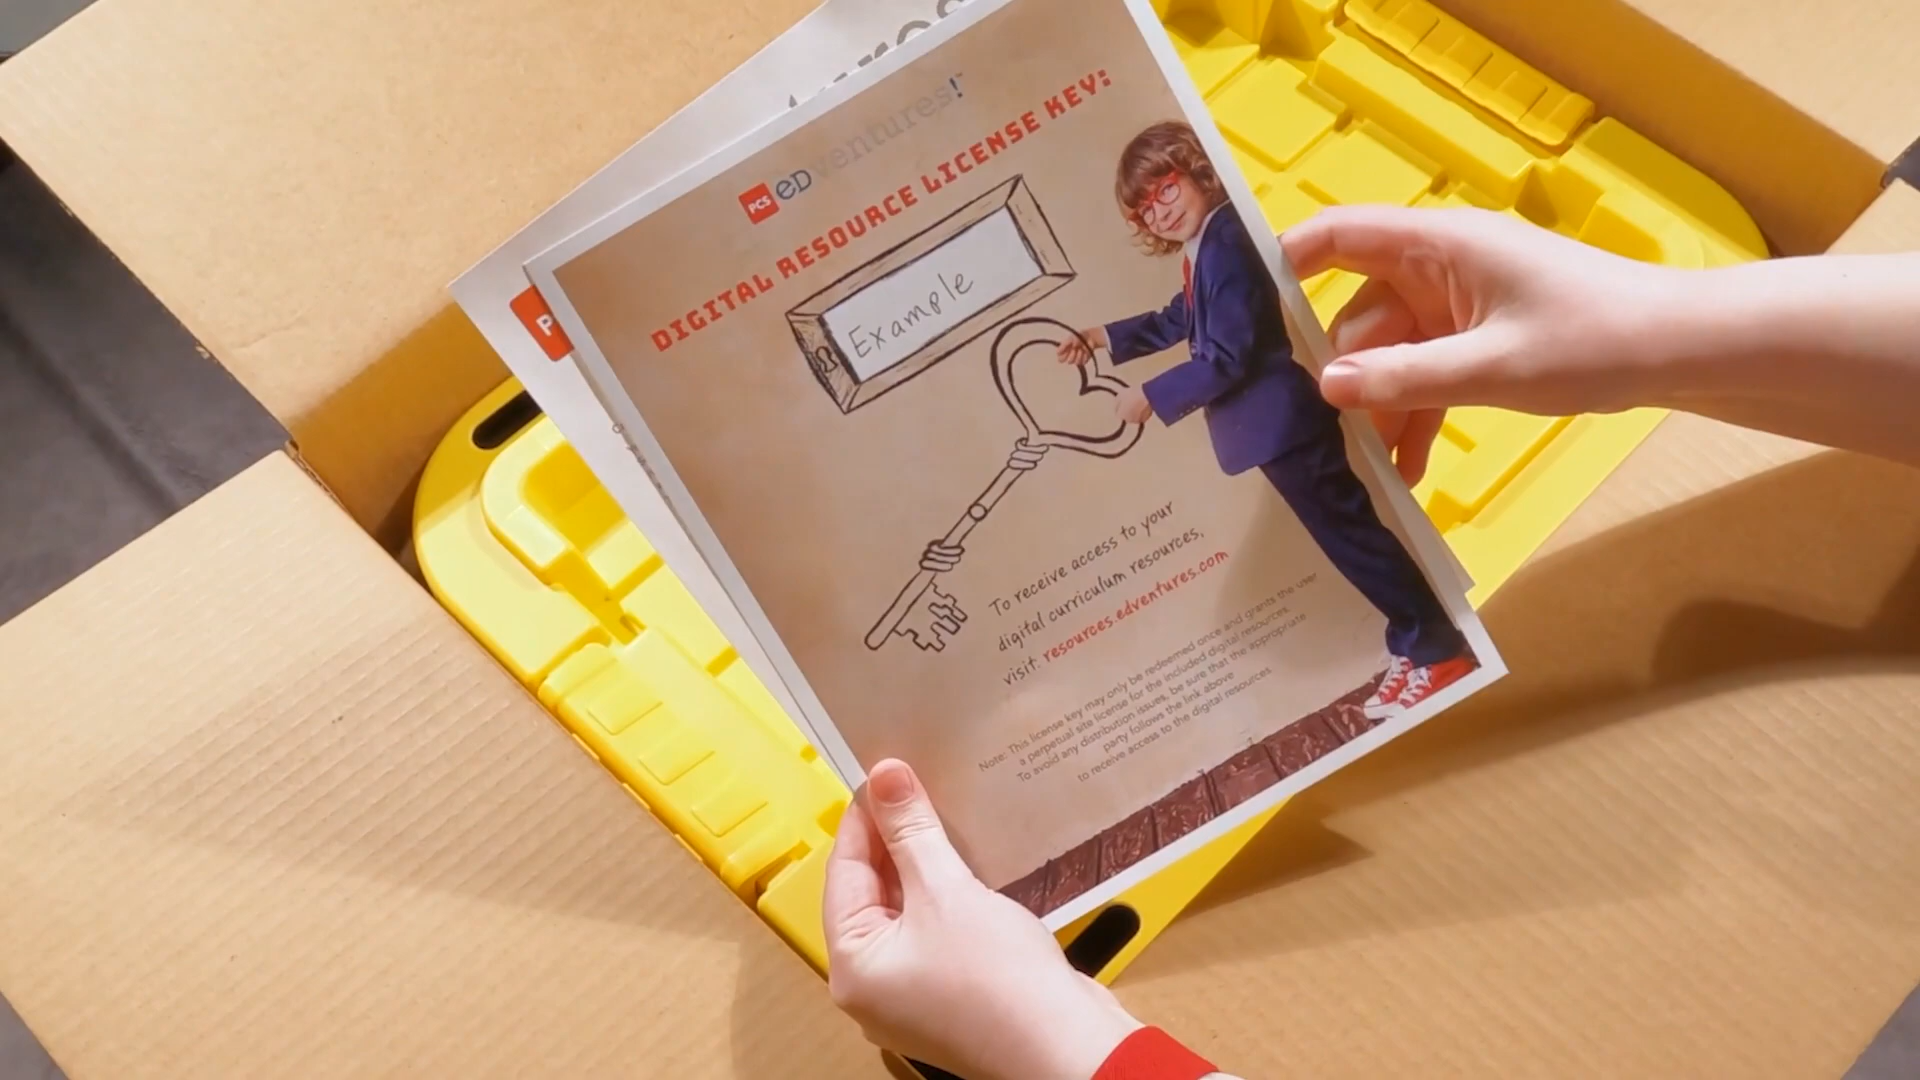 PCS eDventures!™
DIGITAL RESOURCE LICENSE KEY:
Example
To receive access to your
digital curriculum resources,
visit: resources.edventures.com
Note: This license key may only be redeemed once and grants the user
a perpetual site license for the included digital resources.
To avoid any distribution issues, be sure that the appropriate
party follows the link above
to receive access to the digital resources.